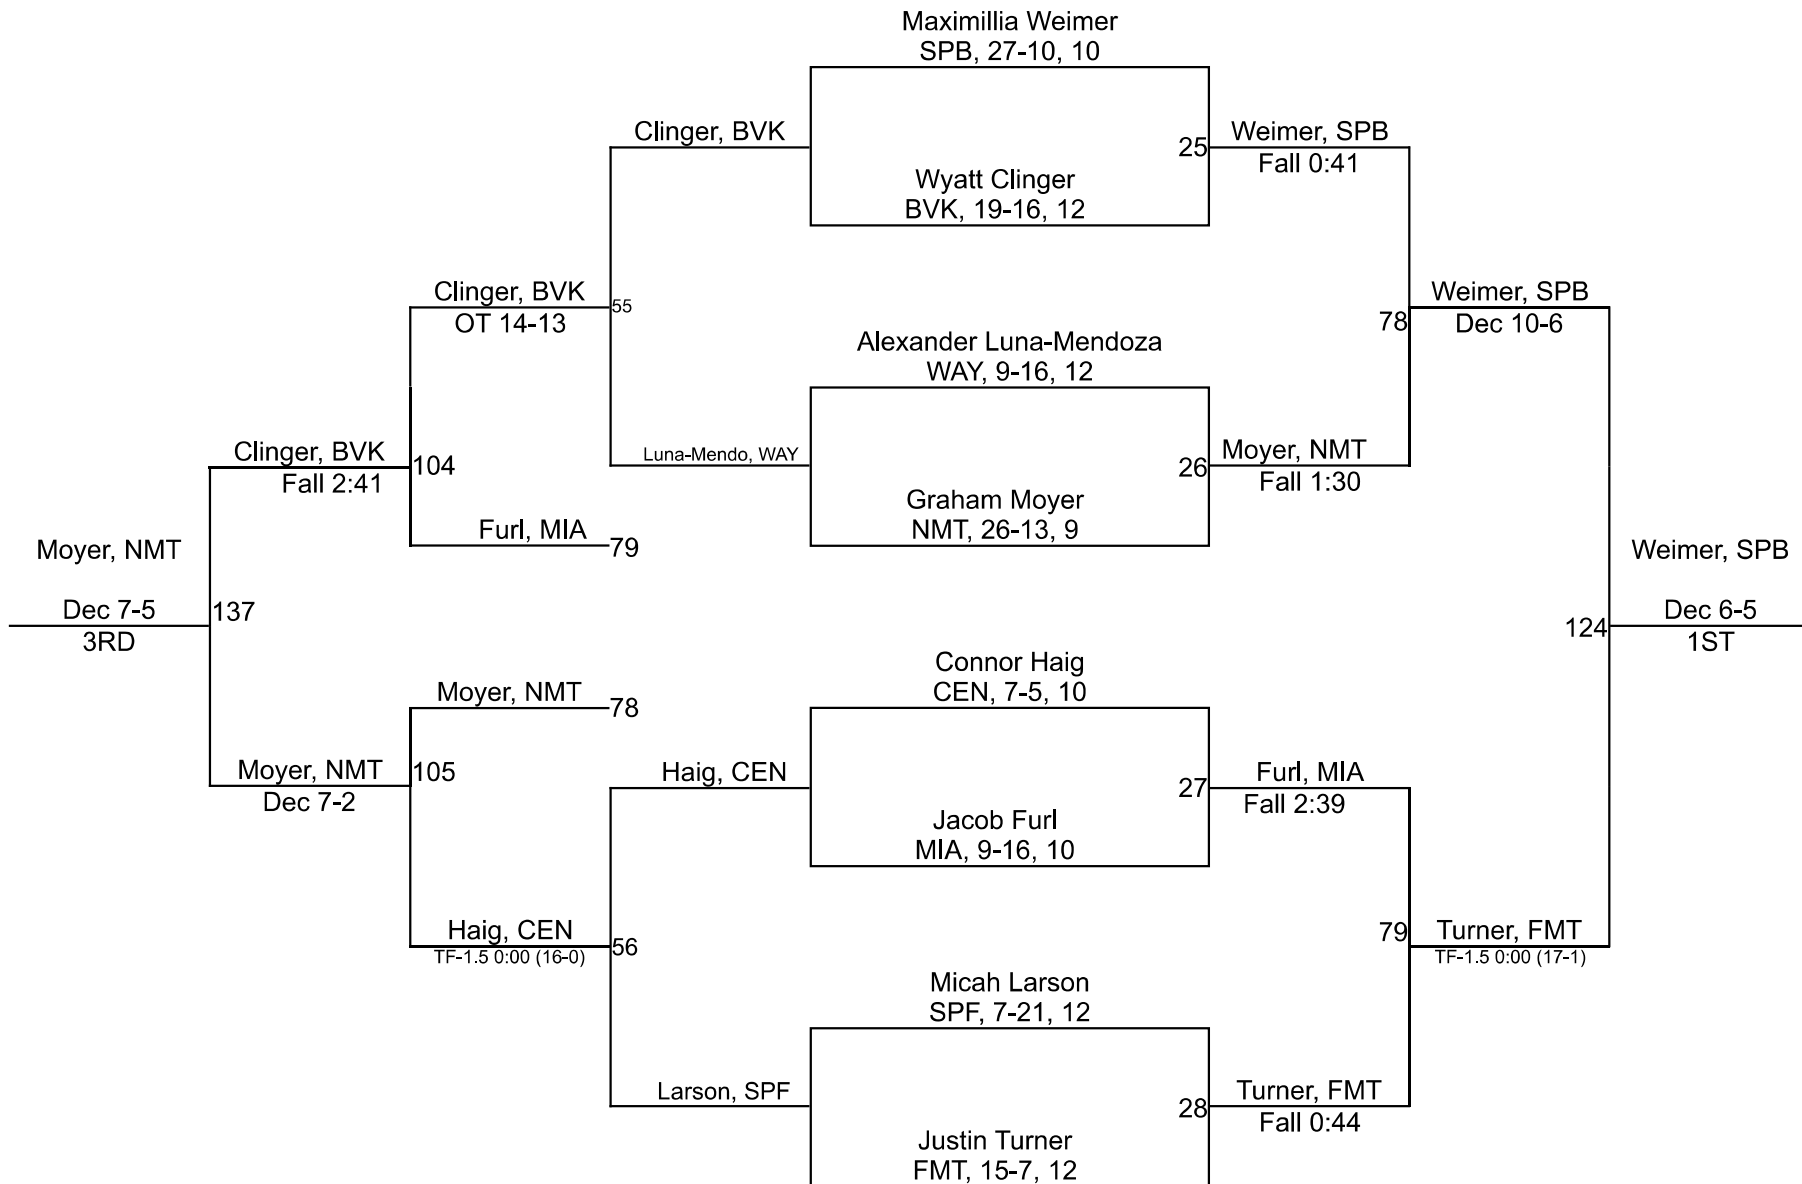 Maximillia Weimer
SPB, 27-10, 10
Clinger, BVK
25
Weimer, SPB
Fall 0:41
Wyatt Clinger
BVK, 19-16, 12
Clinger, BVK
OT 14-13
55
78
Weimer, SPB
Dec 10-6
Alexander Luna-Mendoza
WAY, 9-16, 12
Clinger, BVK
Fall 2:41
104
Luna-Mendo, WAY
26
Moyer, NMT
Fall 1:30
Graham Moyer
NMT, 26-13, 9
Furl, MIA
79
Moyer, NMT
Dec 7-5
3RD
137
Weimer, SPB
Dec 6-5
1ST
124
Connor Haig
CEN, 7-5, 10
Moyer, NMT
78
Moyer, NMT
Dec 7-2
105
Haig, CEN
27
Furl, MIA
Fall 2:39
Jacob Furl
MIA, 9-16, 10
Haig, CEN
TF-1.5 0:00 (16-0)
56
79
Turner, FMT
TF-1.5 0:00 (17-1)
Micah Larson
SPF, 7-21, 12
Larson, SPF
28
Turner, FMT
Fall 0:44
Justin Turner
FMT, 15-7, 12